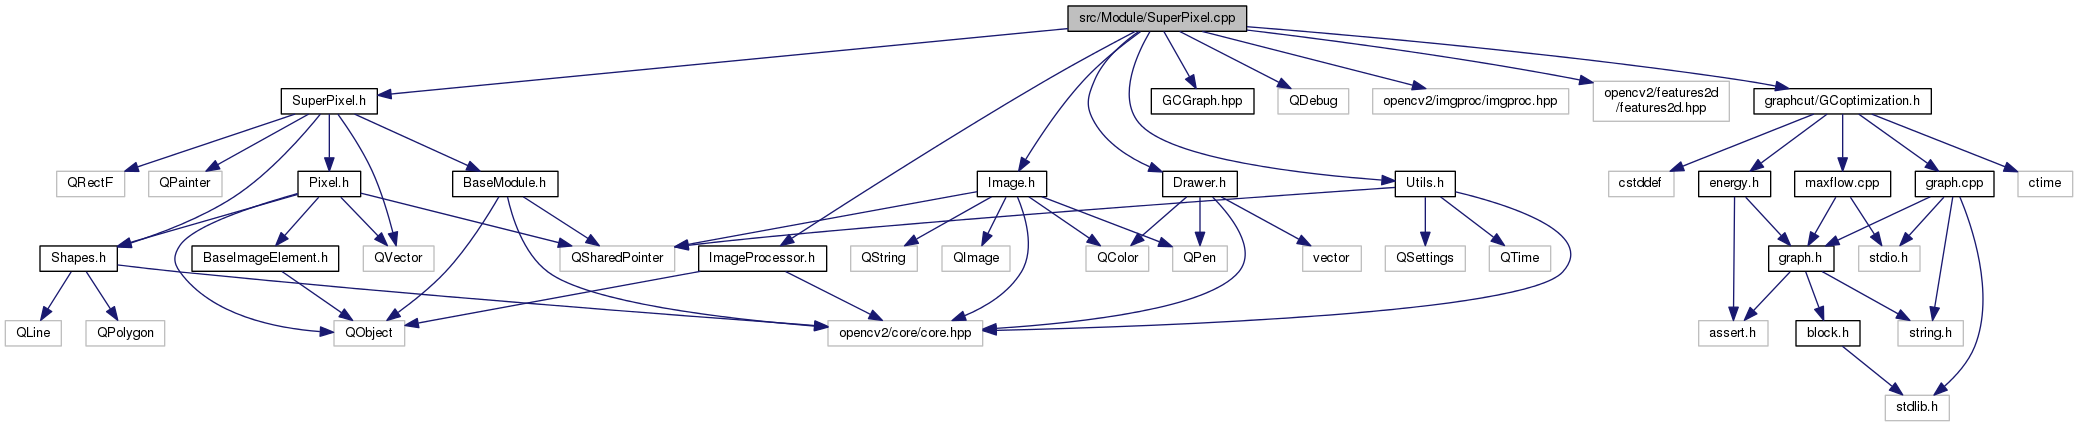 src/Module/SuperPixel.cpp
SuperPixel.h
GCGraph.hpp
QDebug
opencv2/imgproc/imgproc.hpp
opencv2/features2d
/features2d.hpp
graphcut/GCoptimization.h
QRectF
QPainter
Pixel.h
BaseModule.h
Image.h
Drawer.h
Utils.h
cstddef
energy.h
maxflow.cpp
graph.cpp
ctime
Shapes.h
BaseImageElement.h
QVector
QSharedPointer
ImageProcessor.h
QString
QImage
QColor
QPen
vector
QSettings
QTime
graph.h
stdio.h
QLine
QPolygon
QObject
opencv2/core/core.hpp
assert.h
block.h
string.h
stdlib.h